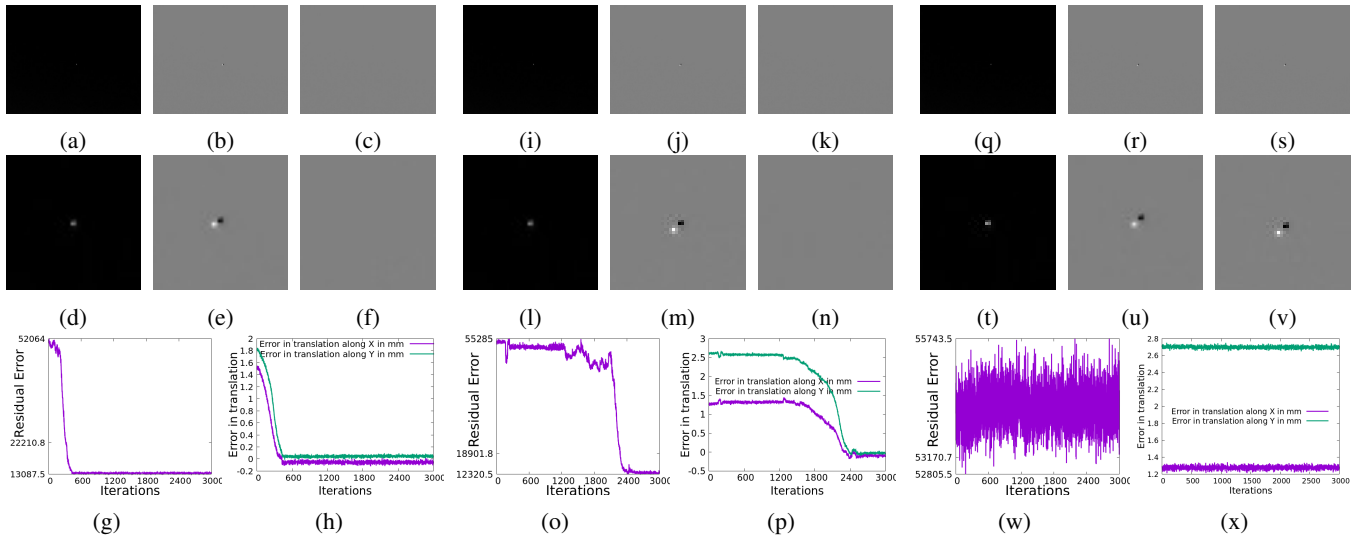 (a) (b) (c) (i) (j) (k) (q) (r) (s)
(d) (e) (f) (l) (m) (n) (t) (u) (v)
52064
22210.8
13087.5
Residual Error
0 600 1200 1800 2400 3000
Iterations
(g)
2
1.8
1.6
1.4
1.2
1
0.8
0.6
0.4
0.2
0
-0.2
Error in translation
Error in translation along X in mm
Error in translation along Y in mm
0 600 1200 1800 2400 3000
Iterations
(h)
55285
18901.8
12320.5
Residual Error
0 600 1200 1800 2400 3000
Iterations
(o)
3
2.5
2
1.5
1
0.5
0
-0.5
Error in translation
Error in translation along X in mm
Error in translation along Y in mm
0 600 1200 1800 2400 3000
Iterations
(p)
55743.5
53170.7
52805.5
Residual Error
0 600 1200 1800 2400 3000
Iterations
(w)
2.8
2.6
2.4
2.2
2
1.8
1.6
1.4
1.2
Error in translation
Error in translation along X in mm
Error in translation along Y in mm
0 500 1000 1500 2000 2500 3000
Iterations
(x)